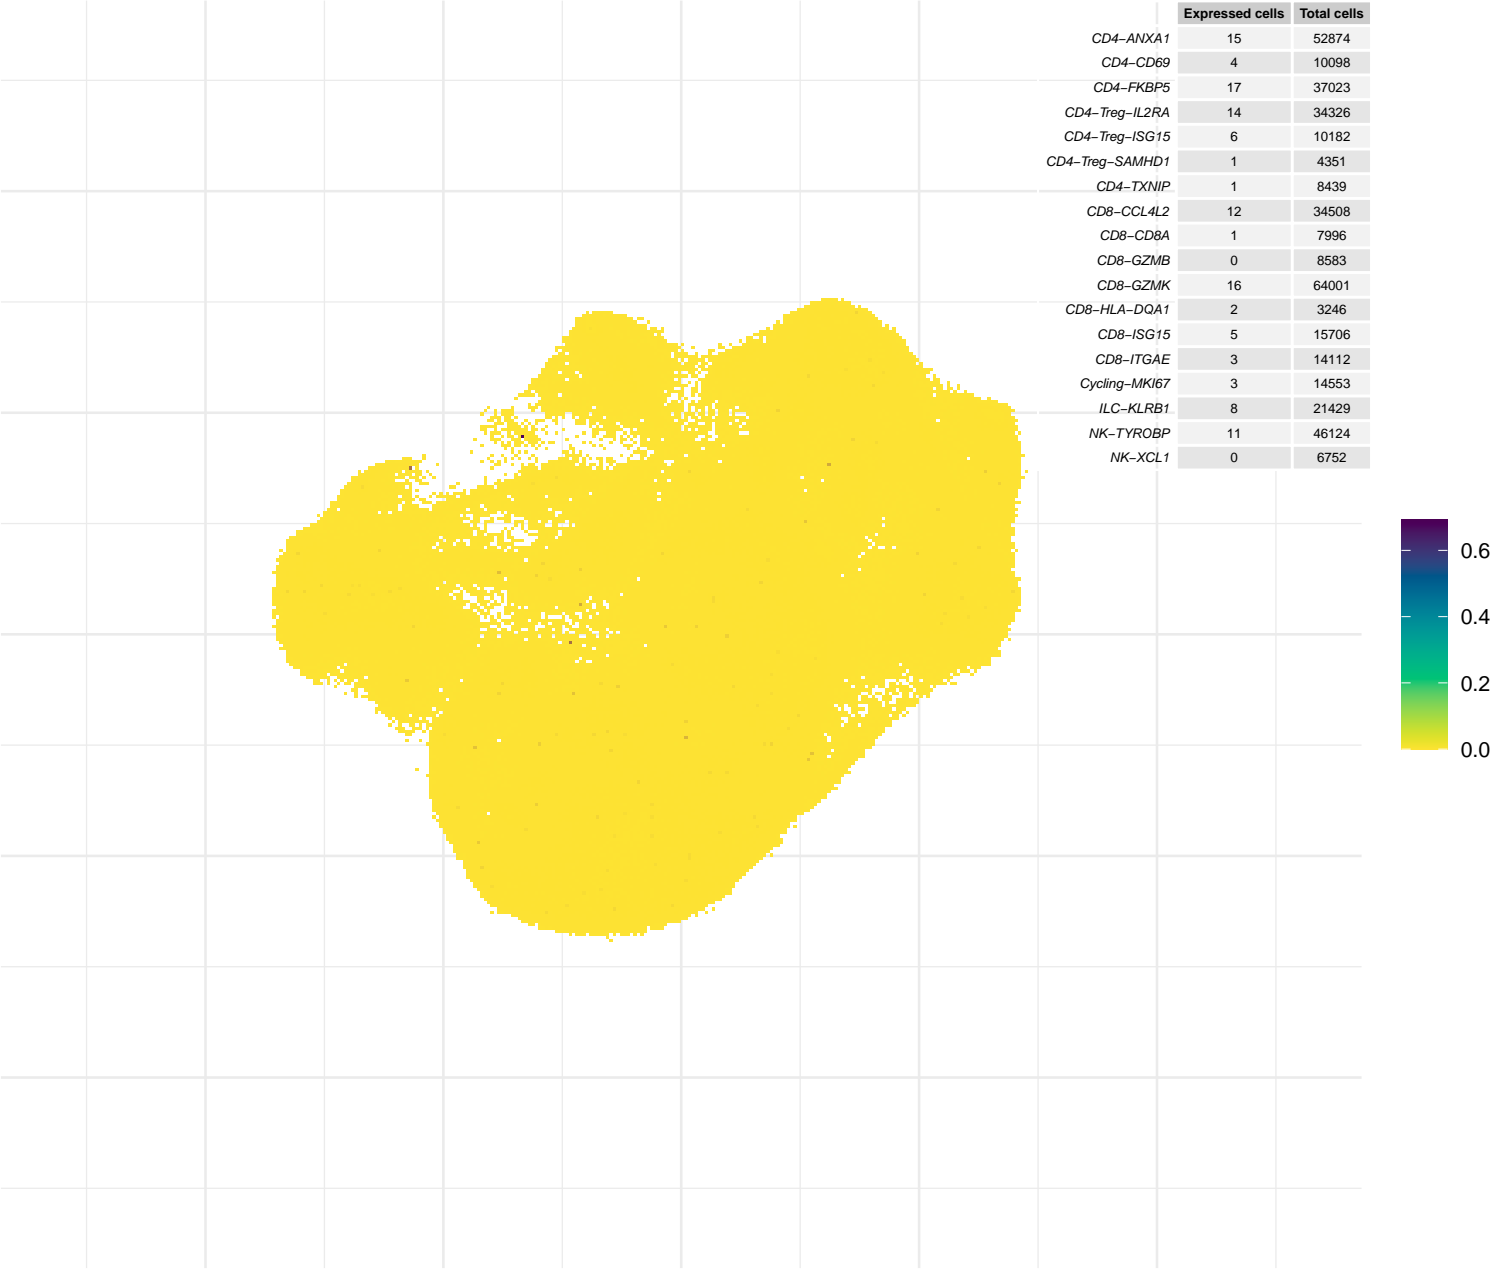 Expressed cells Total cells
CD4−ANXA1 15 52874
CD4−CD69 4 10098
CD4−FKBP5 17 37023
CD4−Treg−IL2RA 14 34326
CD4−Treg−ISG15 6 10182
CD4−Treg−SAMHD1 1 4351
CD4−TXNIP 1 8439
CD8−CCL4L2 12 34508
CD8−CD8A 1 7996
CD8−GZMB 0 8583
CD8−GZMK 16 64001
CD8−HLA−DQA1 2 3246
CD8−ISG15 5 15706
CD8−ITGAE 3 14112
Cycling−MKI67 3 14553
ILC−KLRB1 8 21429
NK−TYROBP 11 46124
NK−XCL1 0 6752
0.6
0.4
0.2
0.0